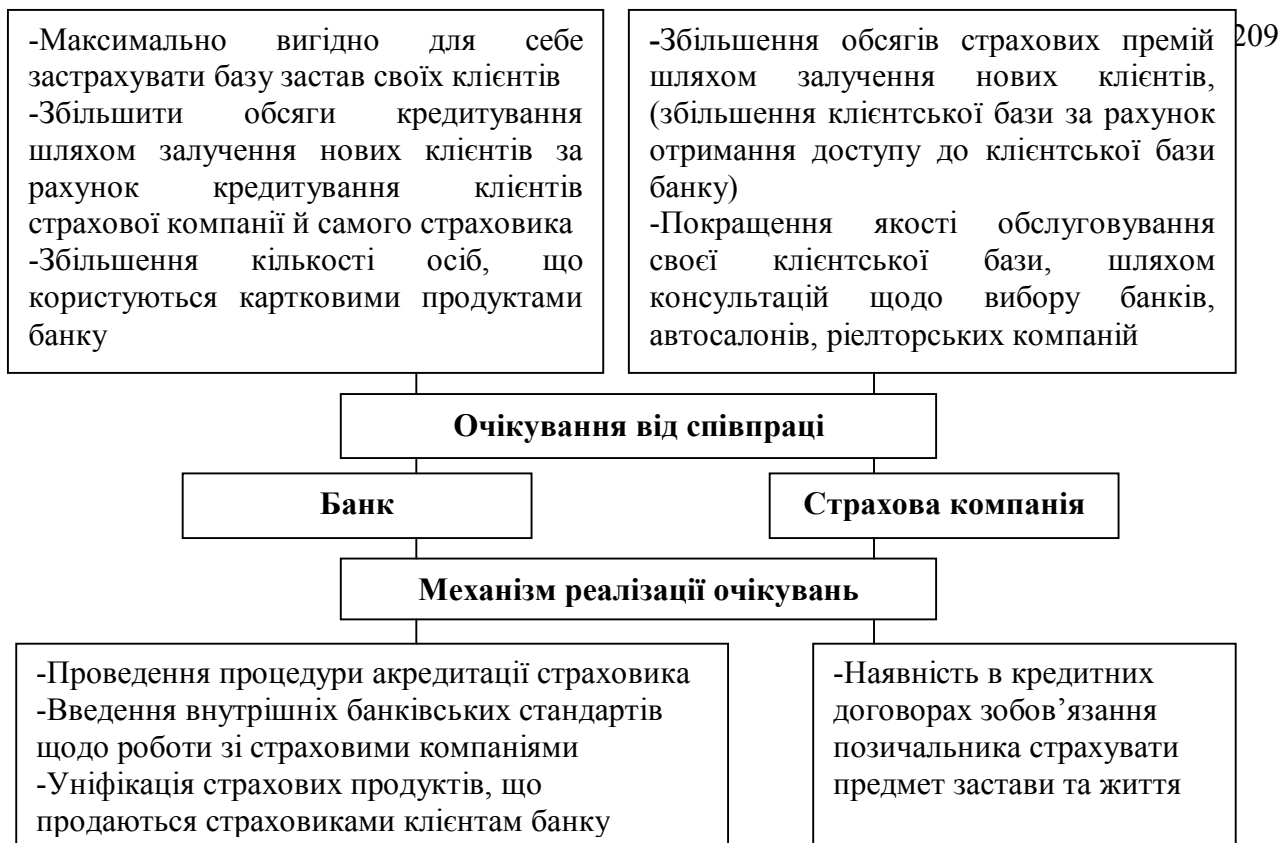 209
-Максимально вигідно для себе
застрахувати базу застав своїх клієнтів
-Збільшити обсяги кредитування
шляхом залучення нових клієнтів за
рахунок кредитування клієнтів
страхової компанії й самого страховика
-Збільшення кількості осіб, що
користуються картковими продуктами
банку
-Збільшення обсягів страхових премій
шляхом залучення нових клієнтів,
(збільшення клієнтської бази за рахунок
отримання доступу до клієнтської бази
банку)
-Покращення якості обслуговування
своєї клієнтської бази, шляхом
консультацій щодо вибору банків,
автосалонів, ріелторських компаній
Очікування від співпраці
Банк
Страхова компанія
Механізм реалізації очікувань
-Проведення процедури акредитації страховика
-Введення внутрішніх банківських стандартів
щодо роботи зі страховими компаніями
-Уніфікація страхових продуктів, що
продаються страховиками клієнтам банку
-Наявність в кредитних
договорах зобов’язання
позичальника страхувати
предмет застави та життя